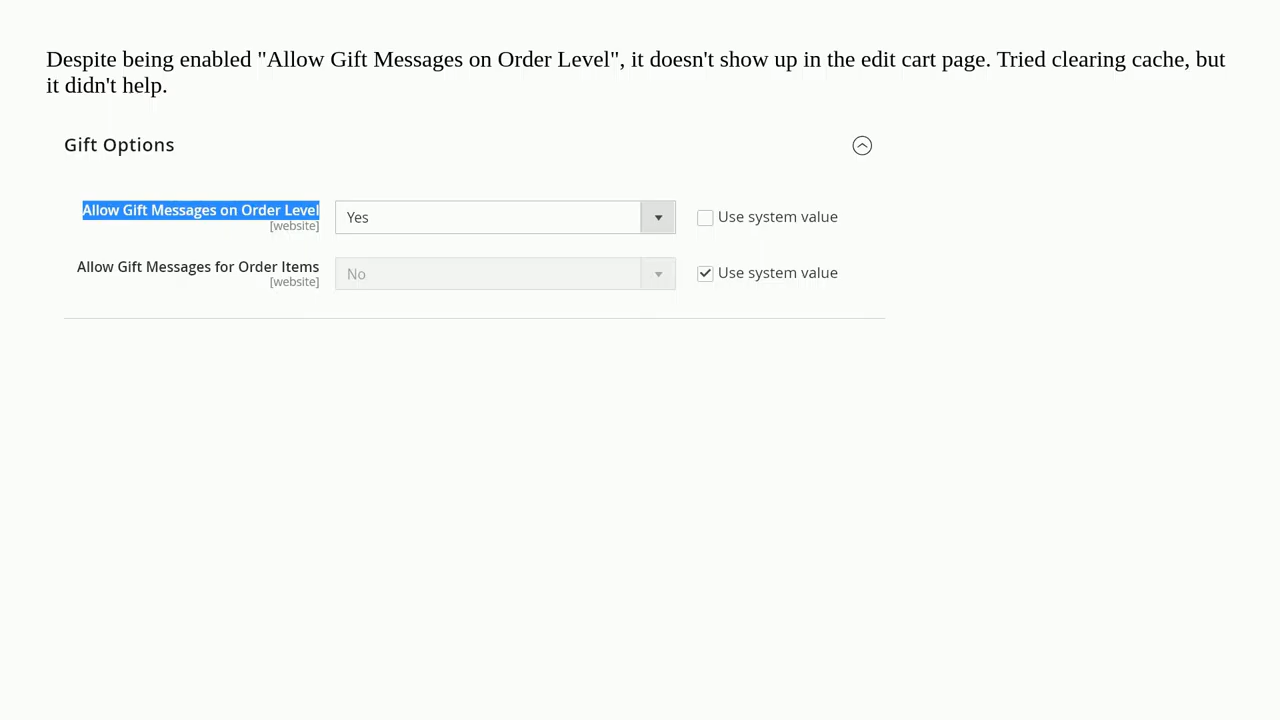 Despite being enabled "Allow Gift Messages on Order Level", it doesn't show up in the edit cart page. Tried clearing cache, but
it didn't help.
Gift Options
Allow Gift Messages on Order Level
[website]
Yes
Use system value
Allow Gift Messages for Order Items
[website]
No
Use system value